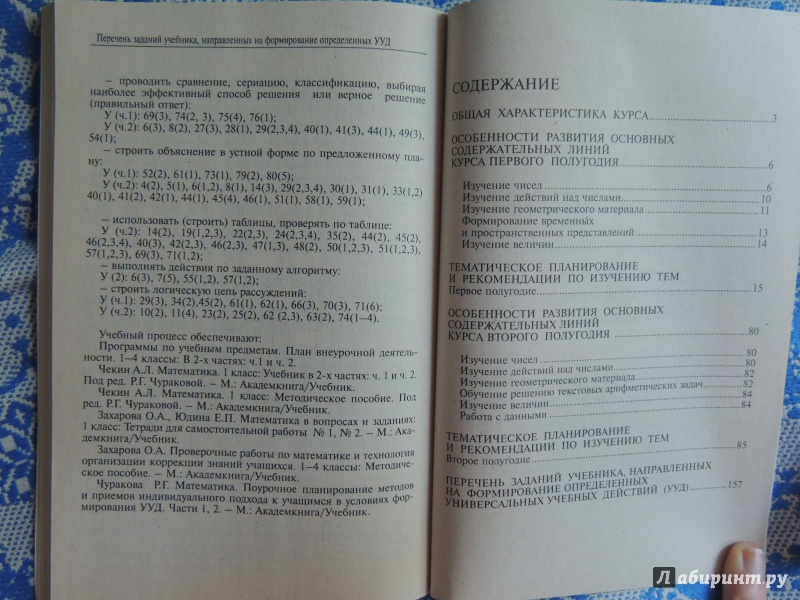 Перечень заданий учебника, направленных на формирование определенных УУД
– проводить сравнение, сериацию, классификацию, выбирая
наиболее эффективный способ решения или верное решение
(правильный ответ):
У (ч.1): 69(3), 74(2, 3), 75(4), 76(1);
У (ч.2): 6(3), 8(2), 27(3), 28(1), 29(2,3,4), 40(1), 41(3), 44(1), 49(3),
54(1);
– строить объяснение в устной форме по предложенному пла-
ну:
У (ч.1): 52(2), 61(1), 73(1), 79(2), 80(5);
У (ч.2): 4(2), 5(1), 6(1,2), 8(1), 14(3), 29(2,3,4), 30(1), 31(1), 33(1,2)
40(1), 41(2), 42(1), 44(1), 45(4), 46(1), 51(1), 58(1), 59(1);
– использовать (строить) таблицы, проверять по таблице:
У (ч.2): 14(2), 19(1,2,3), 22(2,3), 24(2,3,4), 35(2), 44(2), 45(2),
46(2,3,4), 40(3), 42(2,3), 46(2,3), 47(1,3), 48(2), 50(1,2,3), 51(1,2,3),
57(1,2,3), 69(3), 71(1,2);
– выполнять действия по заданному алгоритму:
У (2): 6(3), 7(5), 55(1,2), 57(1,2);
– строить логическую цепь рассуждений:
У (ч.1): 29(3), 34(2),45(2), 61(1), 62(1), 66(3), 70(3), 71(6);
У (ч.2): 10(2), 11(4), 23(2), 25(2), 62 (2,3), 63(2), 74(1–4).
Учебный процесс обеспечивают:
Программы по учебным предметам. План внеурочной деятель-
ности. 1–4 классы: В 2-х частях: ч.1 и ч. 2.
Чекин А.Л. Математика. 1 класс: Учебник в 2-х частях: ч. 1 и ч. 2.
Под ред. Р.Г. Чураковой. – М.: Академкнига/Учебник.
Чекин А.Л. Математика. 1 класс: Методическое пособие. Под
ред. Р.Г. Чураковой. – М.: Академкнига/Учебник.
Захарова О.А., Юдина Е.П. Математика в вопросах и заданиях:
1 класс: Тетради для самостоятельной работы № 1, № 2. – М.: Ака-
демкнига/Учебник.
Захарова О.А. Проверочные работы по математике и технология
организации коррекции знаний учащихся. 1–4 классы: Методиче-
ское пособие. – М.: Академкнига/Учебник.
Чуракова Р.Г. Математика. Поурочное планирование методов
и приемов индивидуального подхода к учащимся в условиях фор-
мирования УУД. Части 1, 2. – М.: Академкнига/Учебник.
СОДЕРЖАНИЕ
ОБЩАЯ ХАРАКТЕРИСТИКА КУРСА 3
ОСОБЕННОСТИ РАЗВИТИЯ ОСНОВНЫХ
СОДЕРЖАТЕЛЬНЫХ ЛИНИЙ
КУРСА ПЕРВОГО ПОЛУГОДИЯ 6
Изучение чисел 6
Изучение действий над числами 10
Изучение геометрического материала 11
Формирование временны́х
и пространственных представлений 13
Изучение величин 14
ТЕМАТИЧЕСКОЕ ПЛАНИРОВАНИЕ
И РЕКОМЕНДАЦИИ ПО ИЗУЧЕНИЮ ТЕМ
Первое полугодие 15
ОСОБЕННОСТИ РАЗВИТИЯ ОСНОВНЫХ
СОДЕРЖАТЕЛЬНЫХ ЛИНИЙ
КУРСА ВТОРОГО ПОЛУГОДИЯ 80
Изучение чисел 80
Изучение действий над числами 82
Изучение геометрического материала 82
Обучение решению текстовых арифметических задач 82
Изучение величин 84
Работа с данными 84
ТЕМАТИЧЕСКОЕ ПЛАНИРОВАНИЕ
И РЕКОМЕНДАЦИИ ПО ИЗУЧЕНИЮ ТЕМ
Второе полугодие 85
ПЕРЕЧЕНЬ ЗАДАНИЙ УЧЕБНИКА, НАПРАВЛЕННЫХ
НА ФОРМИРОВАНИЕ ОПРЕДЕЛЕННЫХ
УНИВЕРСАЛЬНЫХ УЧЕБНЫХ ДЕЙСТВИЙ (УУД) 157
Лабиринт.ру